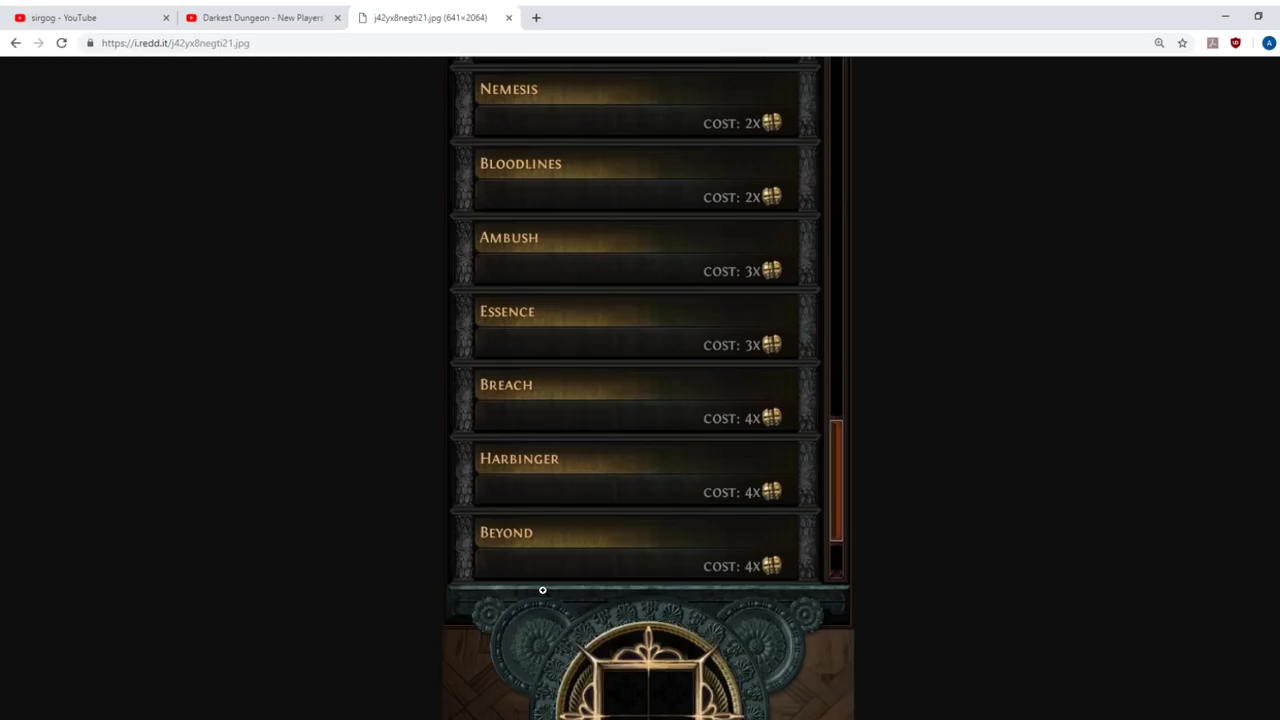 sirgog - YouTube
Darkest Dungeon - New Players
j42yx8negti21.jpg (641×2064)
https://i.redd.it/j42yx8negti21.jpg
A
NEMESIS
COST: 2X
BLOODLINES
COST: 2X
AMBUSH
COST: 3X
ESSENCE
COST: 3X
BREACH
COST: 4X
HARBINGER
COST: 4X
BEYOND
COST: 4X